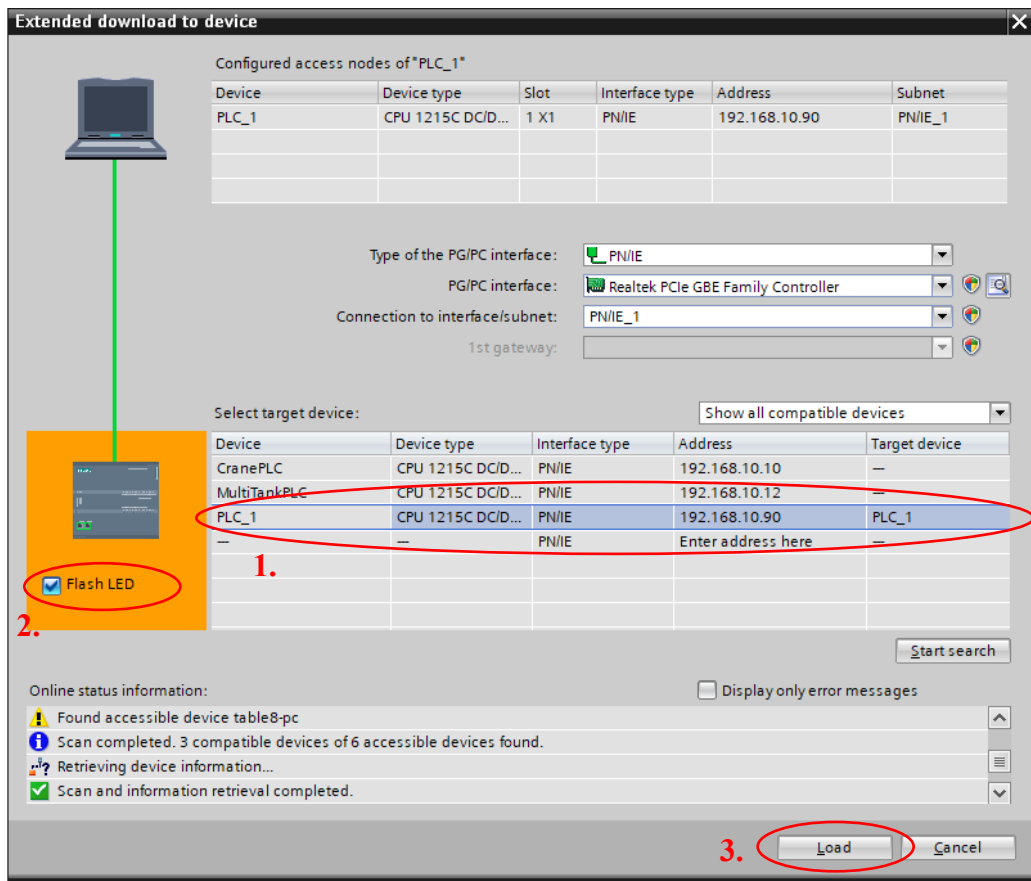 Extended download to device
Configured access nodes of "PLC_1"
Device Device type Slot Interface type Address Subnet
PLC_1 CPU 1215C DC/D... 1 X1 PN/IE 192.168.10.90 PN/IE_1
Type of the PG/PC interface: PN/IE
PG/PC interface: Realtek PCIe GBE Family Controller
Connection to interface/subnet: PN/IE_1
1st gateway:
Select target device: Show all compatible devices
Device Device type Interface type Address Target device
CranePLC CPU 1215C DC/D... PN/IE 192.168.10.10 —
MultiTankPLC CPU 1215C DC/D... PN/IE 192.168.10.12 —
PLC_1 CPU 1215C DC/D... PN/IE 192.168.10.90 PLC_1
— — PN/IE Enter address here —
1.
Flash LED
2.
Start search
Online status information: Display only error messages
Found accessible device table8-pc
Scan completed. 3 compatible devices of 6 accessible devices found.
Retrieving device information...
Scan and information retrieval completed.
3. Load Cancel